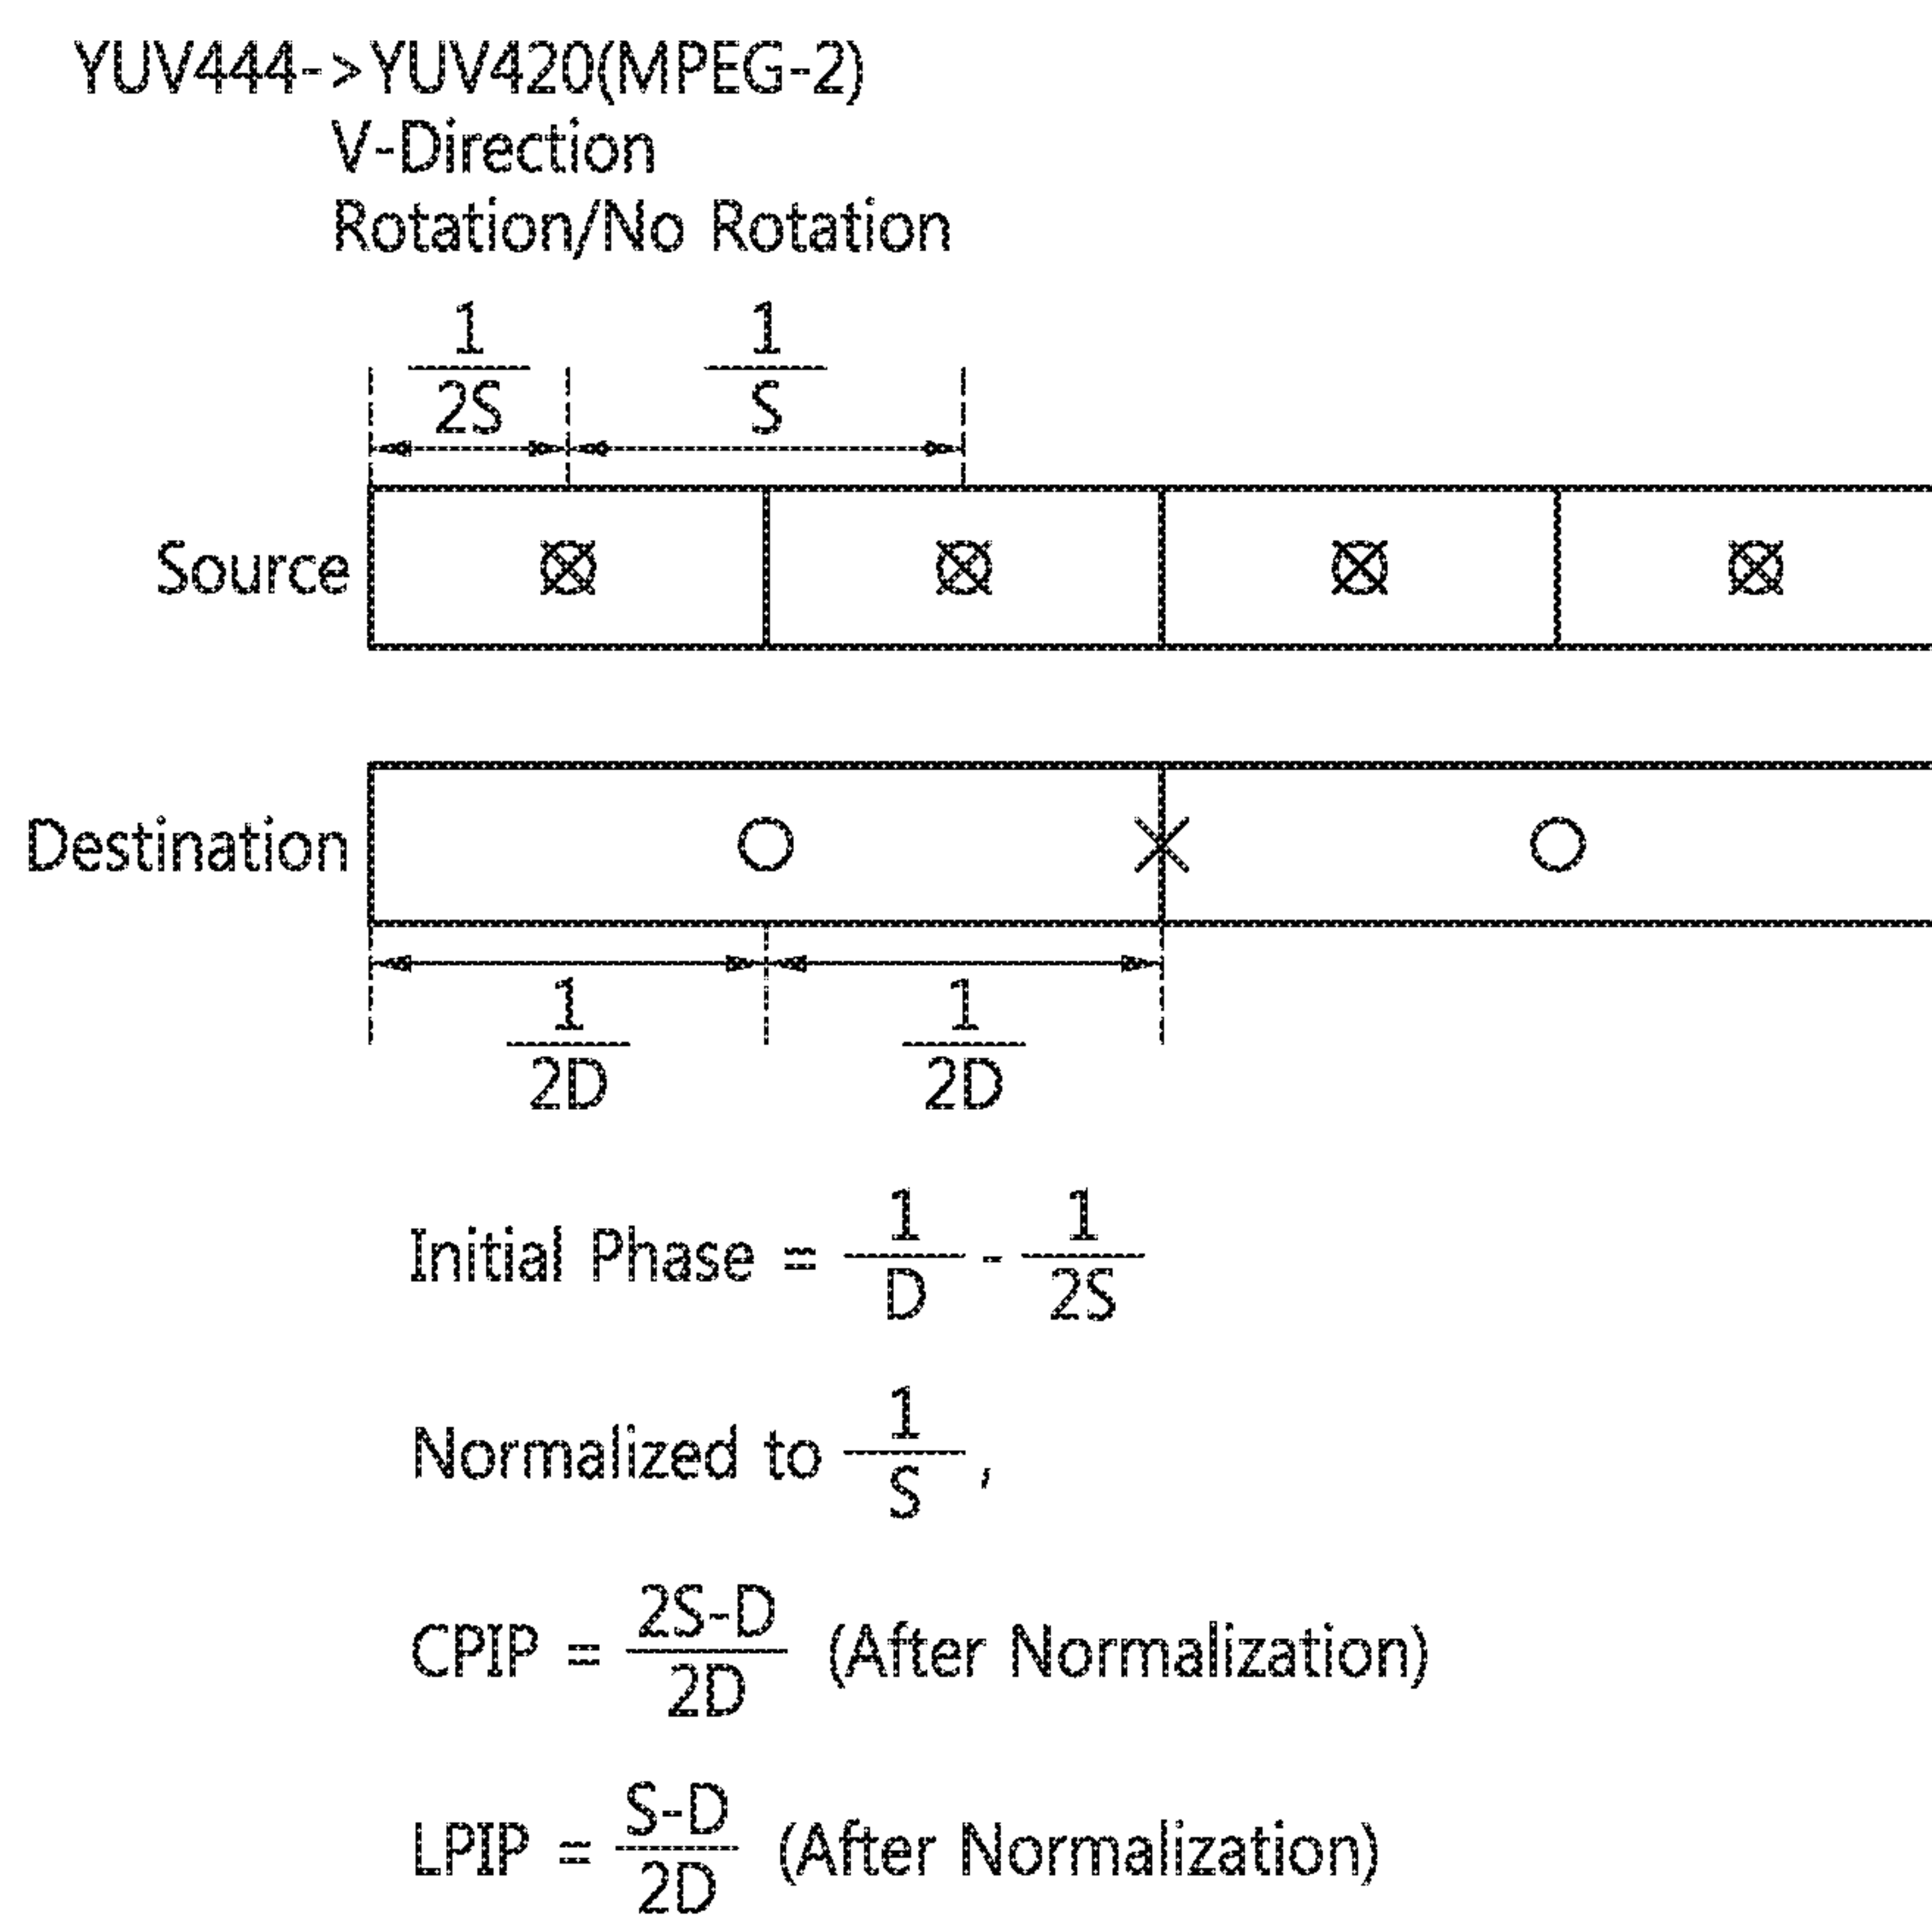 YUV444->YUV420(MPEG-2)
V-Direction
Rotation/No Rotation
1/2S 1/S
Source
Destination
1/2D 1/2D
Initial Phase = 1/D - 1/2S
Normalized to 1/S ,
CPIP = 2S-D/2D (After Normalization)
LPIP = S-D/2D (After Normalization)